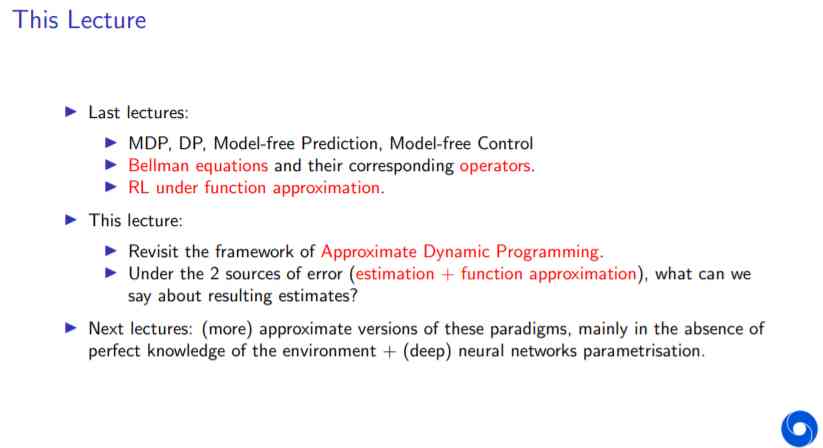 This Lecture
Last lectures:
MDP, DP, Model-free Prediction, Model-free Control
Bellman equations and their corresponding operators.
RL under function approximation.
This lecture:
Revisit the framework of Approximate Dynamic Programming.
Under the 2 sources of error (estimation + function approximation), what can we
say about resulting estimates?
Next lectures: (more) approximate versions of these paradigms, mainly in the absence of
perfect knowledge of the environment + (deep) neural networks parametrisation.